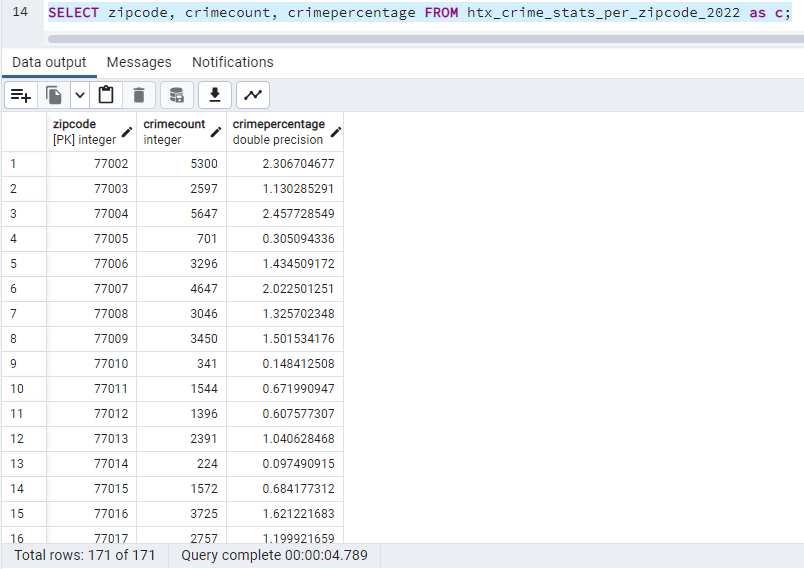 14 SELECT zipcode, crimecount, crimepercentage FROM htx_crime_stats_per_zipcode_2022 as c;
Data output Messages Notifications
zipcode crimecount crimepercentage
[PK] integer integer double precision
1 77002 5300 2.306704677
2 77003 2597 1.130285291
3 77004 5647 2.457728549
4 77005 701 0.305094336
5 77006 3296 1.434509172
6 77007 4647 2.022501251
7 77008 3046 1.325702348
8 77009 3450 1.501534176
9 77010 341 0.148412508
10 77011 1544 0.671990947
11 77012 1396 0.607577307
12 77013 2391 1.040628468
13 77014 224 0.097490915
14 77015 1572 0.684177312
15 77016 3725 1.621221683
16 77017 2757 1.199921659
Total rows: 171 of 171 Query complete 00:00:04.789